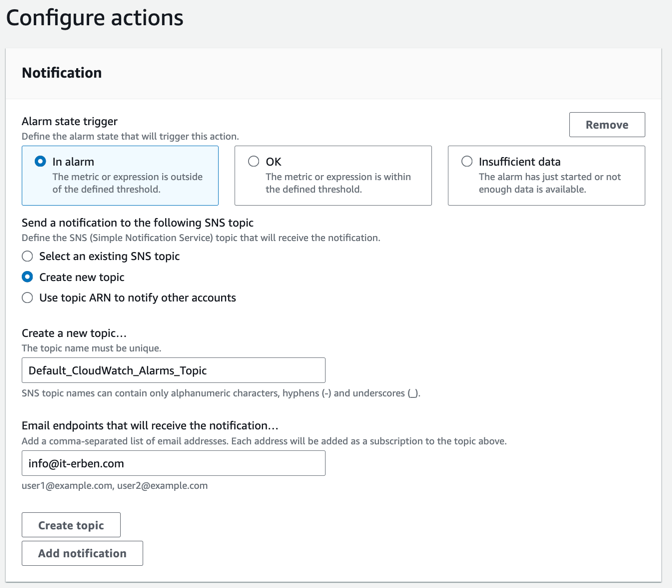 Configure actions
Notification
Alarm state trigger
Define the alarm state that will trigger this action.
Remove
In alarm
The metric or expression is outside
of the defined threshold.
OK
The metric or expression is within
the defined threshold.
Insufficient data
The alarm has just started or not
enough data is available.
Send a notification to the following SNS topic
Define the SNS (Simple Notification Service) topic that will receive the notification.
Select an existing SNS topic
Create new topic
Use topic ARN to notify other accounts
Create a new topic…
The topic name must be unique.
Default_CloudWatch_Alarms_Topic
SNS topic names can contain only alphanumeric characters, hyphens (-) and underscores (_).
Email endpoints that will receive the notification…
Add a comma-separated list of email addresses. Each address will be added as a subscription to the topic above.
info@it-erben.com
user1@example.com, user2@example.com
Create topic
Add notification